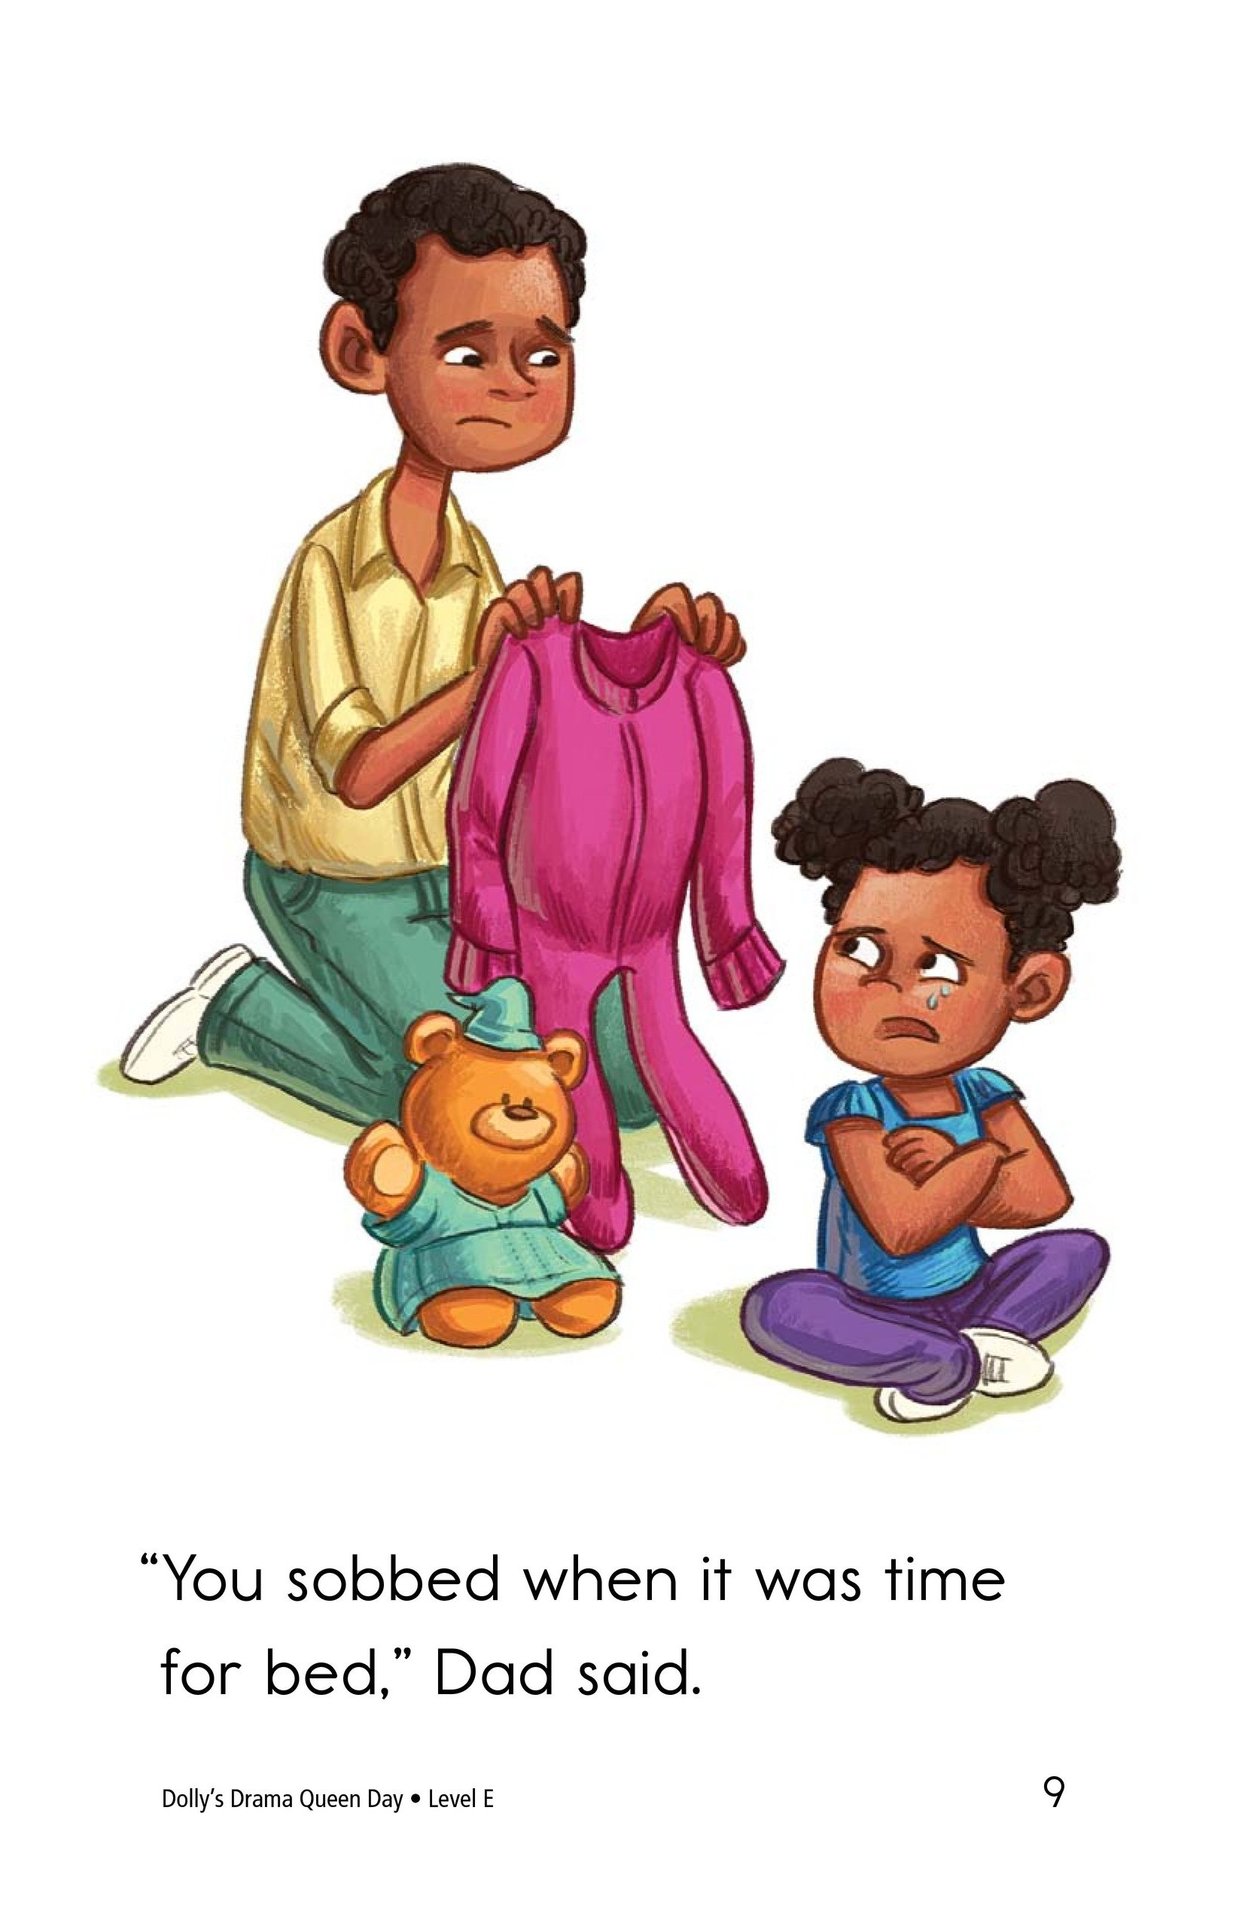 “You sobbed when it was time
for bed,” Dad said.
Dolly’s Drama Queen Day • Level E
9